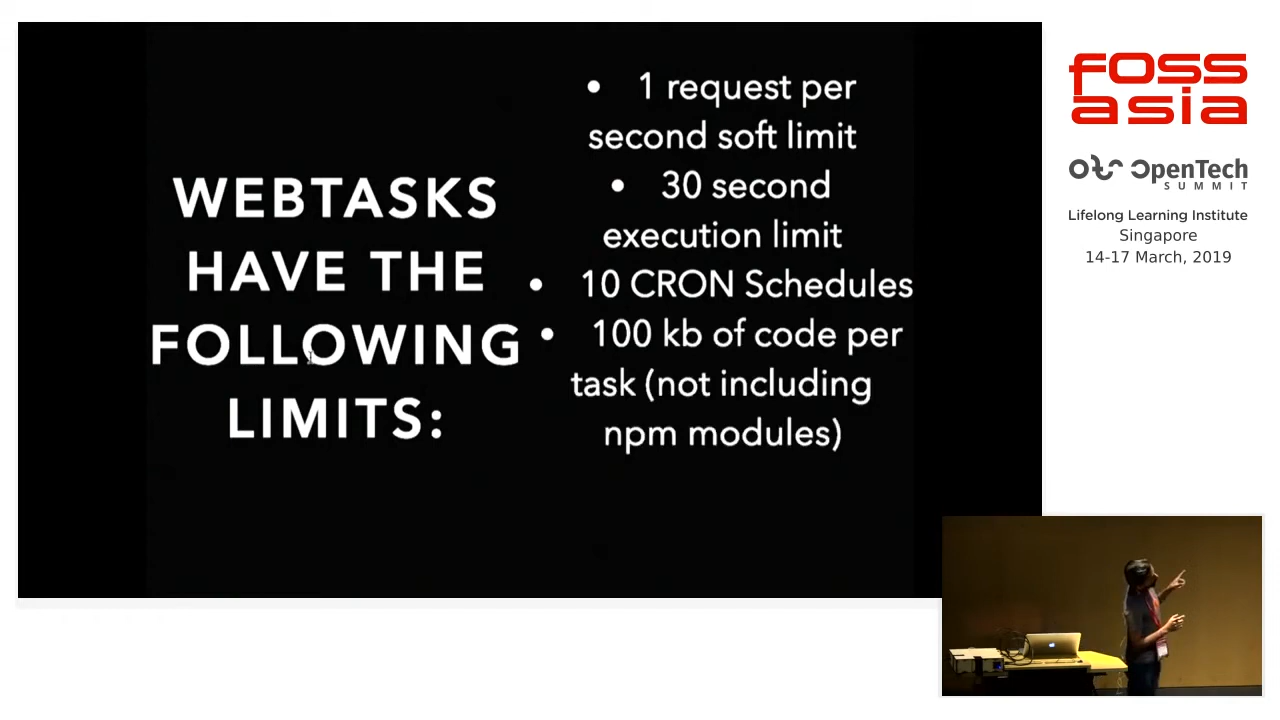 WEBTASKS
HAVE THE
FOLLOWING
LIMITS:
• 1 request per
second soft limit
• 30 second
execution limit
• 10 CRON Schedules
• 100 kb of code per
task (not including
npm modules)
foss
asia
OpenTech
SUMMIT
Lifelong Learning Institute
Singapore
14-17 March, 2019